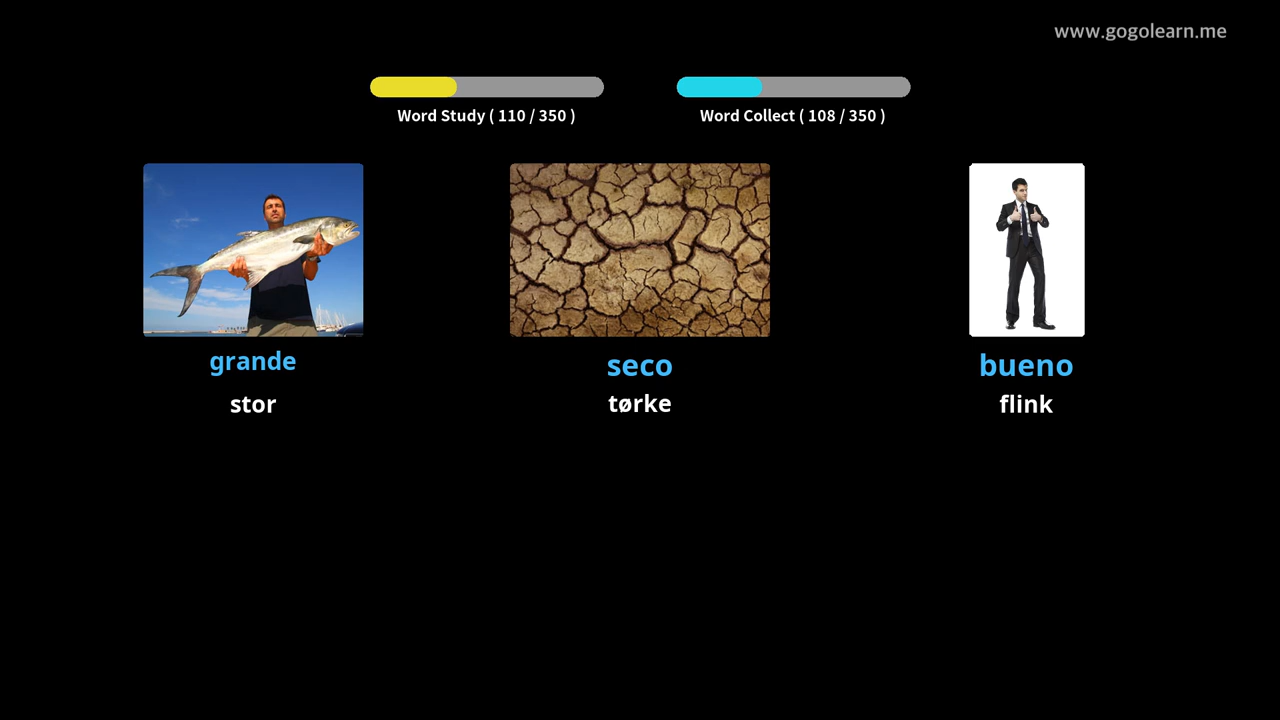 www.gogolearn.me
Word Study ( 110 / 350 )
Word Collect ( 108 / 350 )
grande
seco
bueno
stor
tørke
flink